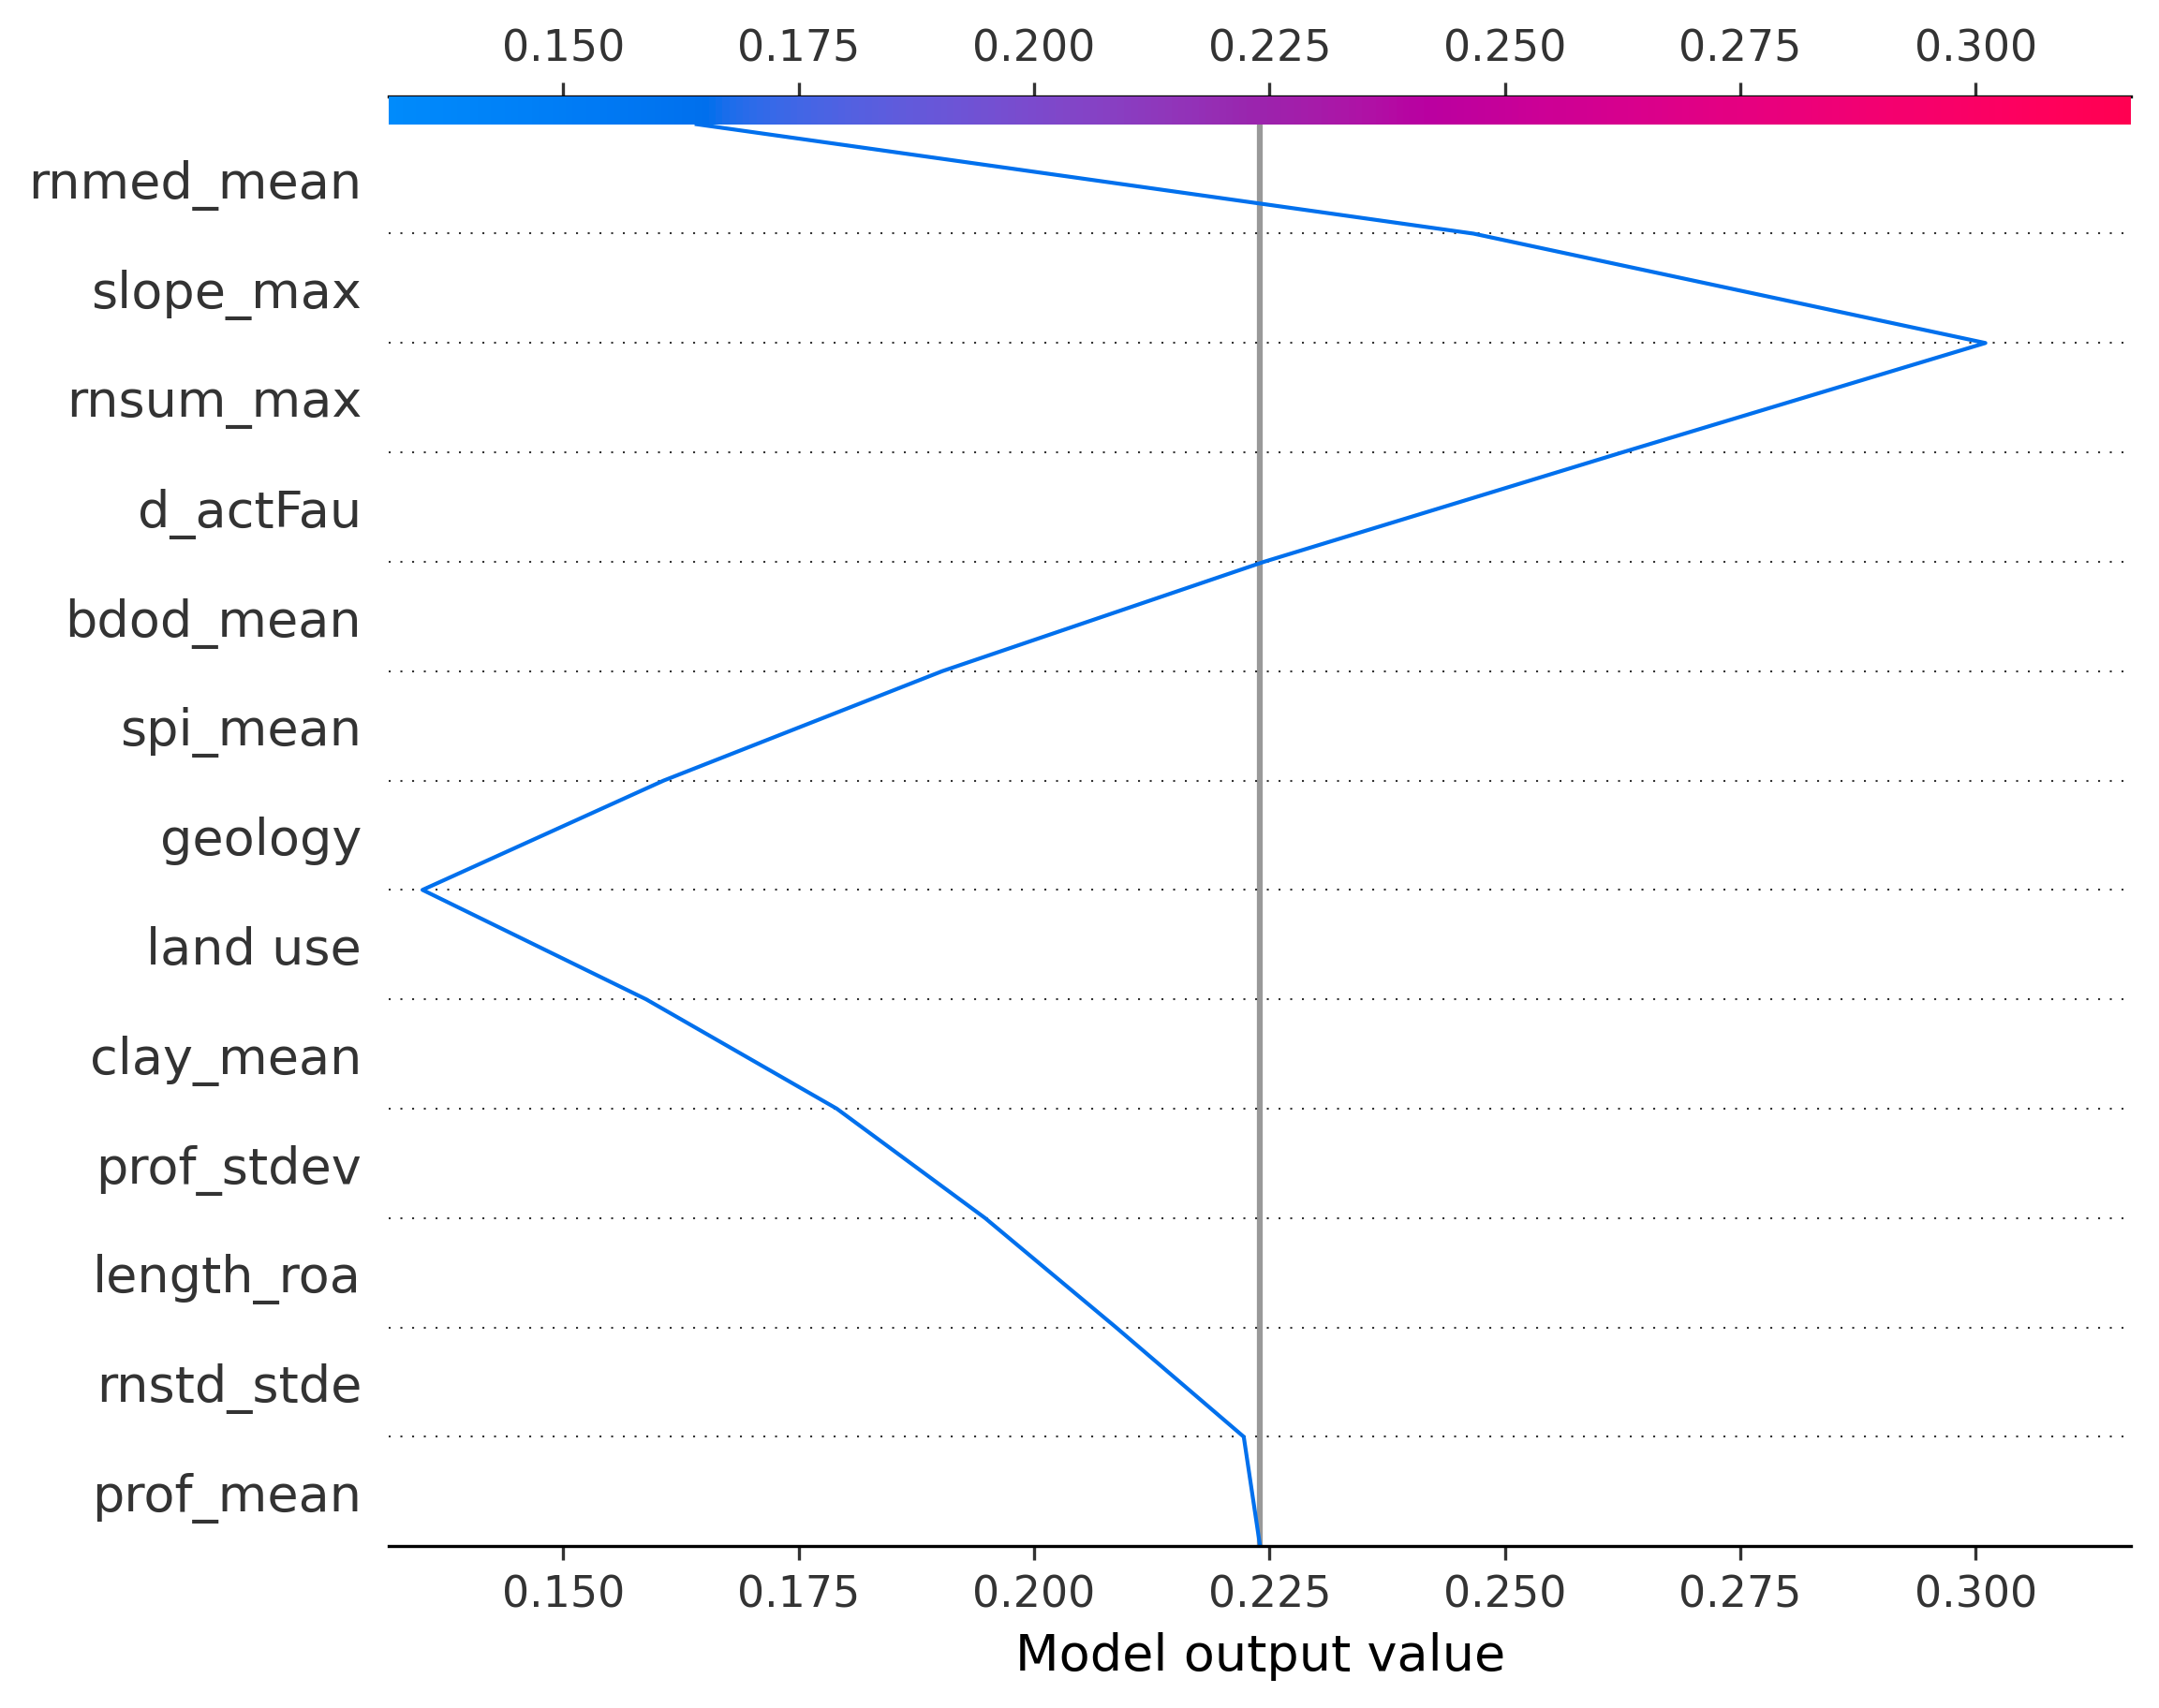 0.150 0.175 0.200 0.225 0.250 0.275 0.300
rnmed_mean
slope_max
rnsum_max
d_actFau
bdod_mean
spi_mean
geology
land use
clay_mean
prof_stdev
length_roa
rnstd_stde
prof_mean
0.150 0.175 0.200 0.225 0.250 0.275 0.300
Model output value